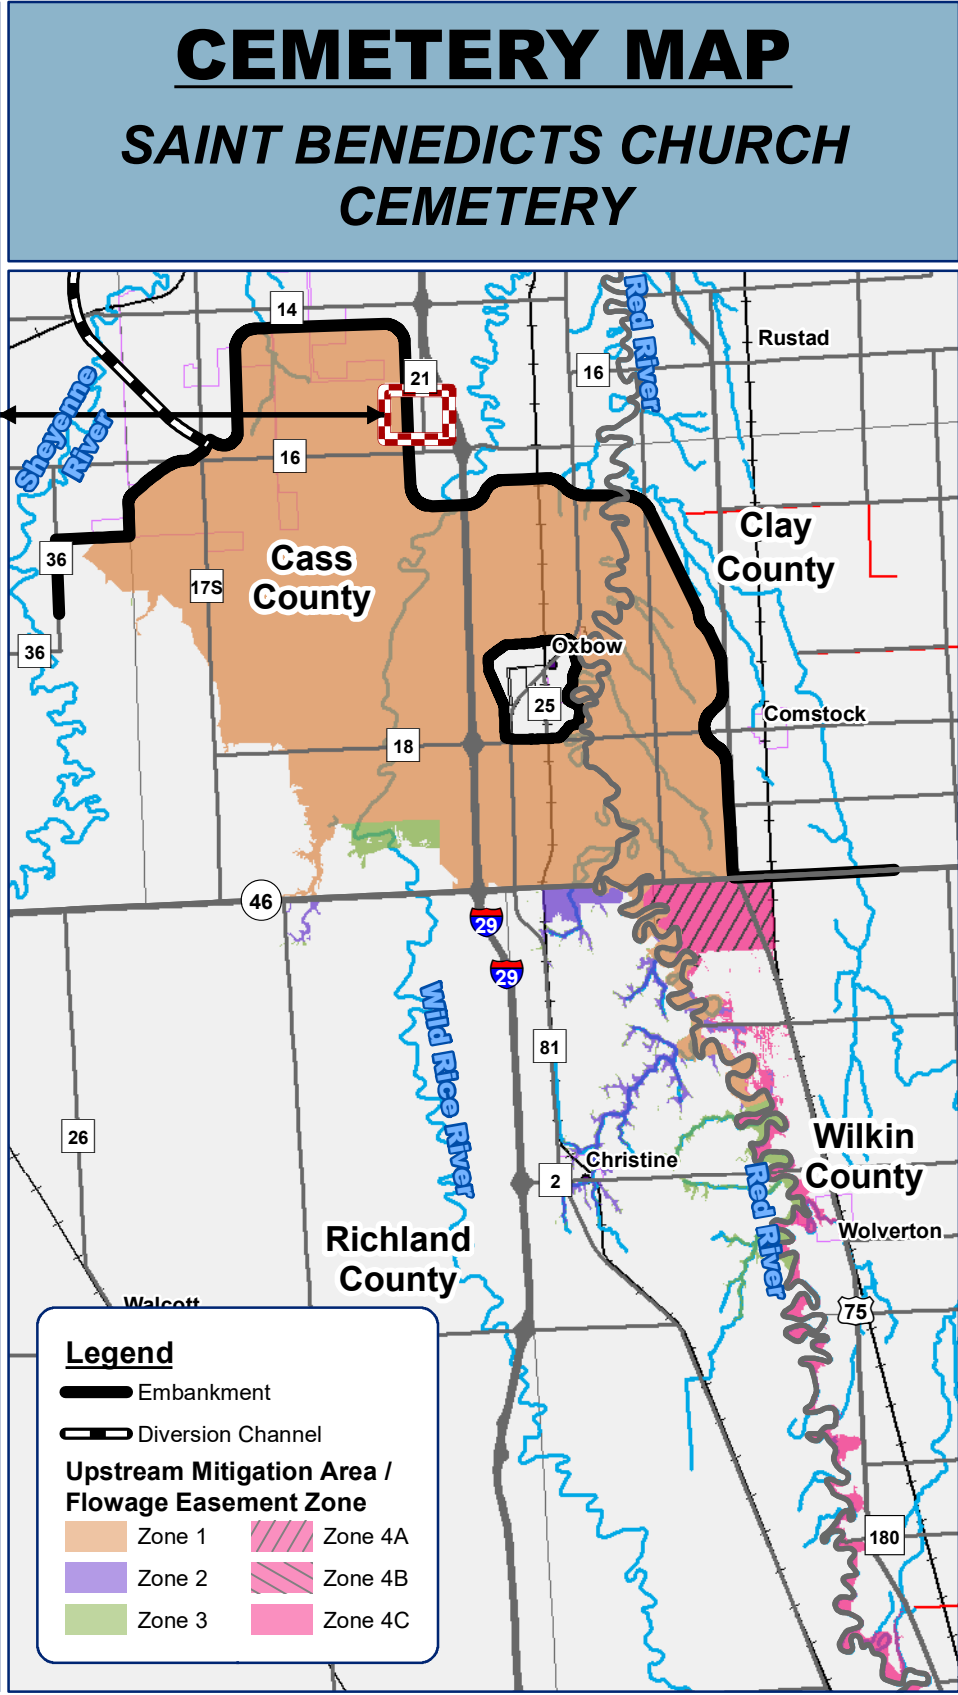 CEMETERY MAP
SAINT BENEDICTS CHURCH
CEMETERY
14
Red River
Rustad
21
16
Sheyenne
River
16
Clay
County
Cass
County
36
17S
36
Oxbow
25
Comstock
18
46
29
29
Wild Rice River
81
26
Wilkin
County
Christine
2
Red River
Wolverton
Richland
County
Walcott
75
Legend
Embankment
Diversion Channel
Upstream Mitigation Area /
Flowage Easement Zone
Zone 1
Zone 4A
Zone 2
Zone 4B
Zone 3
Zone 4C
180